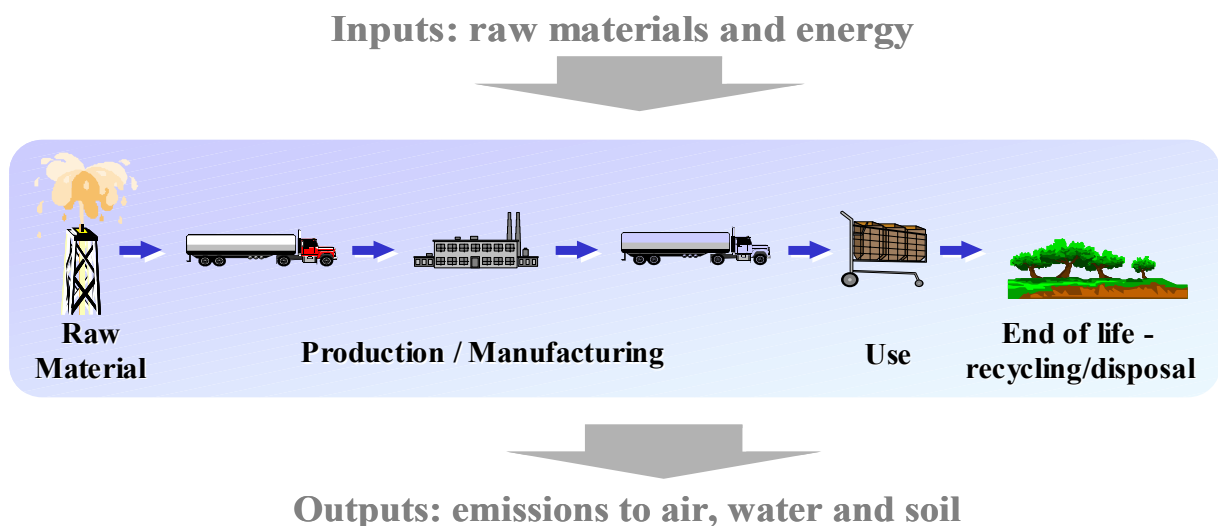 Inputs: raw materials and energy
Raw
Material
Production / Manufacturing
Use
End of life -
recycling/disposal
Outputs: emissions to air, water and soil